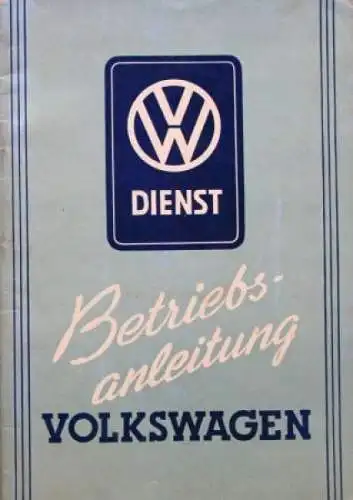 VW
DIENST
Betriebs-
anleitung
VOLKSWAGEN